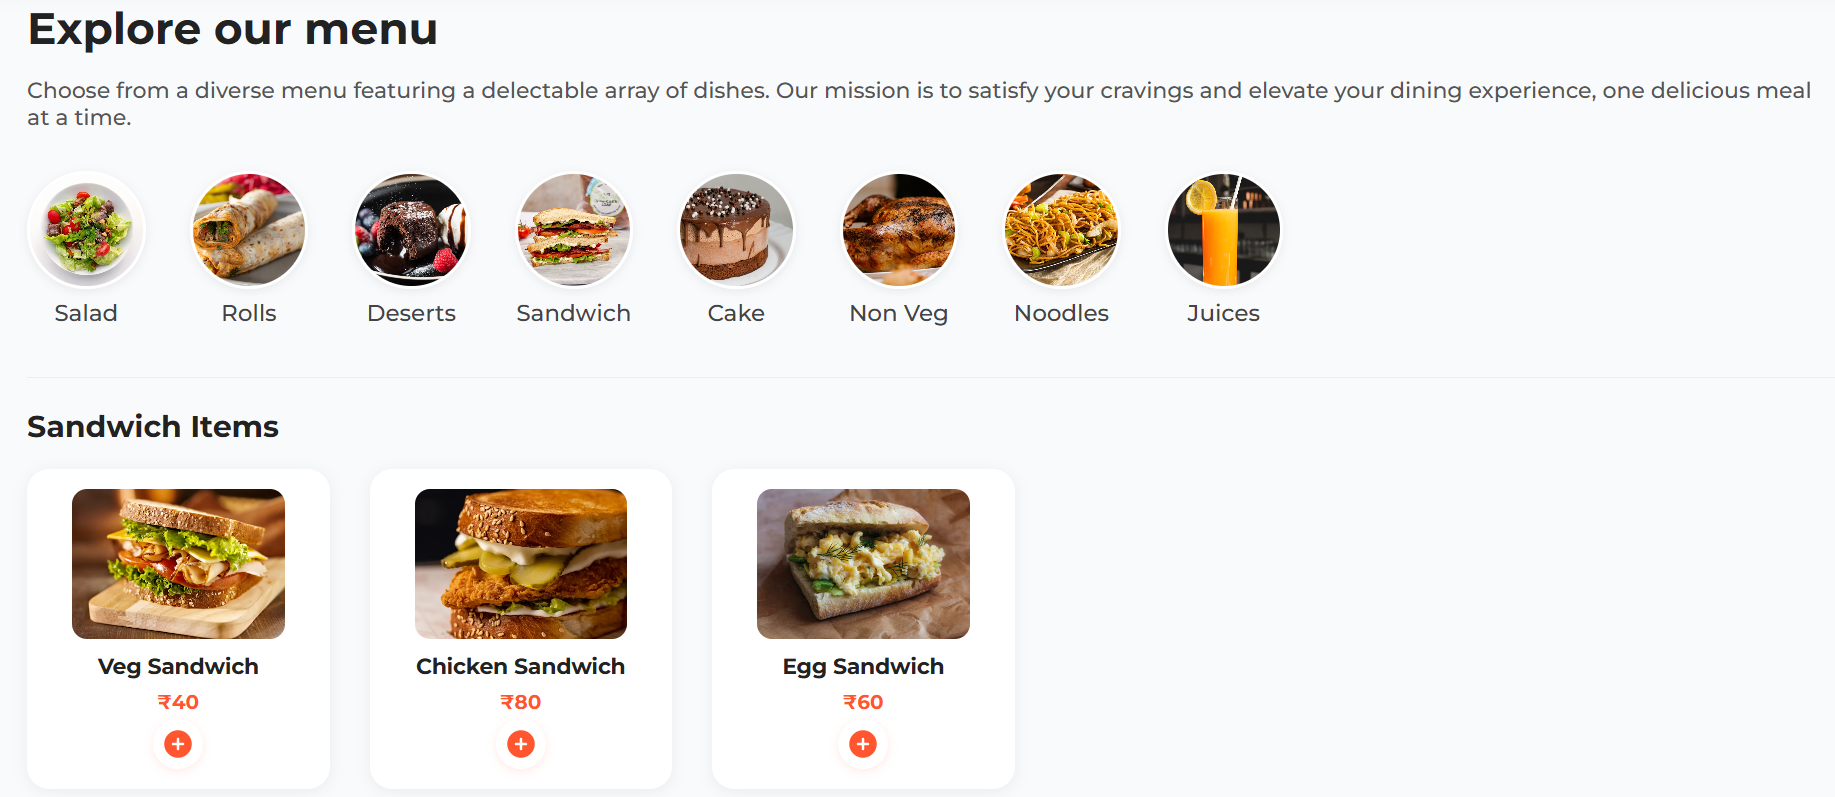 Explore our menu
Choose from a diverse menu featuring a delectable array of dishes. Our mission is to satisfy your cravings and elevate your dining experience, one delicious meal
at a time.
Salad Rolls Deserts Sandwich Cake Non Veg Noodles Juices
Sandwich Items
Veg Sandwich Chicken Sandwich Egg Sandwich
₹40 ₹80 ₹60